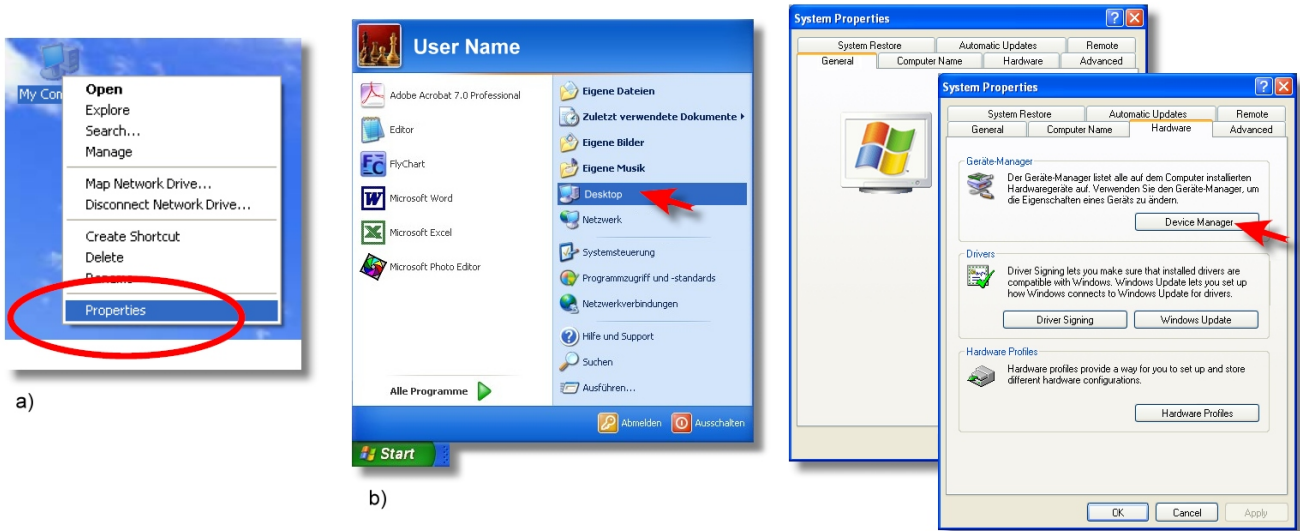 My Con
Open
Explore
Search...
Manage
Map Network Drive...
Disconnect Network Drive...
Create Shortcut
Delete
Rename
Properties
a)
User Name
Adobe Acrobat 7.0 Professional
Editor
FlyChart
Microsoft Word
Microsoft Excel
Microsoft Photo Editor
Alle Programme
Eigene Dateien
Zuletzt verwendete Dokumente
Eigene Bilder
Eigene Musik
Desktop
Netzwerk
Systemsteuerung
Programmzugriff und -standards
Netzwerkverbindungen
Hilfe und Support
Suchen
Ausführen...
Abmelden
Ausschalten
Start
b)
System Properties
System Restore Automatic Updates Remote
General Computer Name Hardware Advanced
System Properties
System Restore Automatic Updates Remote
General Computer Name Hardware Advanced
Geräte-Manager
Der Geräte-Manager listet alle auf dem Computer installierten
Hardwaregeräte auf. Verwenden Sie den Geräte-Manager, um
die Eigenschaften eines Geräts zu ändern.
Device Manager
Drivers
Driver Signing lets you make sure that installed drivers are
compatible with Windows. Windows Update lets you set up
how Windows connects to Windows Update for drivers.
Driver Signing Windows Update
Hardware Profiles
Hardware profiles provide a way for you to set up and store
different hardware configurations.
Hardware Profiles
OK Cancel Apply